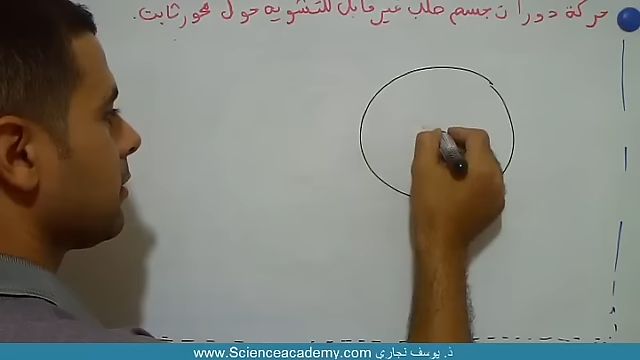 حركة دوران جسم صلب غير قابل للتشويه حول محور ثابت.
www.Scienceacademy.com ذ. يوسف نجاري